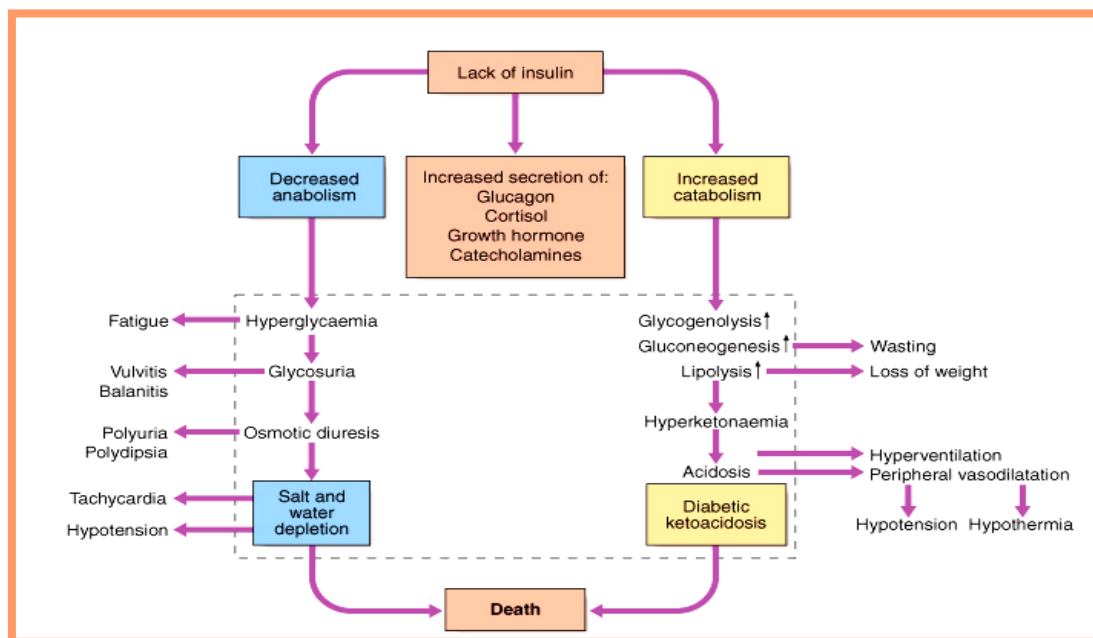 Lack of insulin
Decreased
anabolism
Increased secretion of:
Glucagon
Cortisol
Growth hormone
Catecholamines
Increased
catabolism
Fatigue
Hyperglycaemia
Vulvitis
Balanitis
Glycosuria
Polyuria
Polydipsia
Osmotic diuresis
Tachycardia
Hypotension
Salt and
water
depletion
Glycogenolysis↑
Gluconeogenesis↑
Wasting
Lipolysis↑
Loss of weight
Hyperketonaemia
Acidosis
Hyperventilation
Peripheral vasodilatation
Hypotension
Hypothermia
Diabetic
ketoacidosis
Death